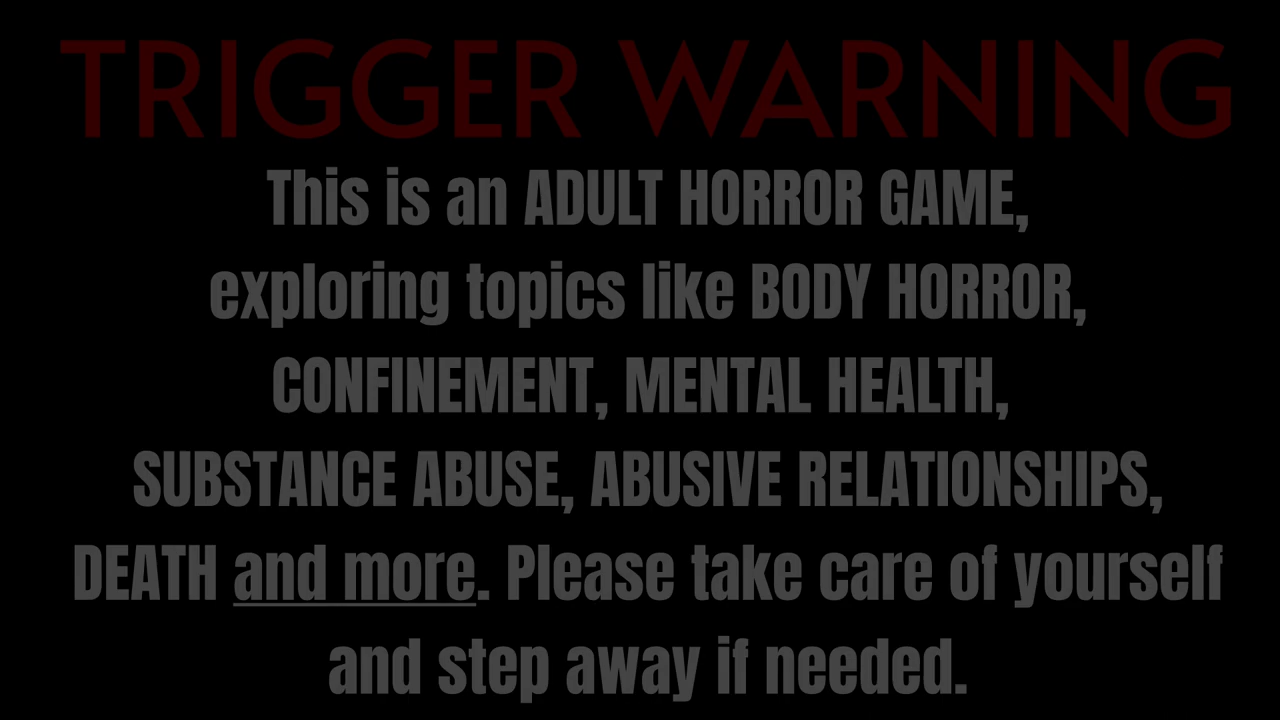 TRIGGER WARNING
This is an ADULT HORROR GAME,
exploring topics like BODY HORROR,
CONFINEMENT, MENTAL HEALTH,
SUBSTANCE ABUSE, ABUSIVE RELATIONSHIPS,
DEATH and more. Please take care of yourself
and step away if needed.